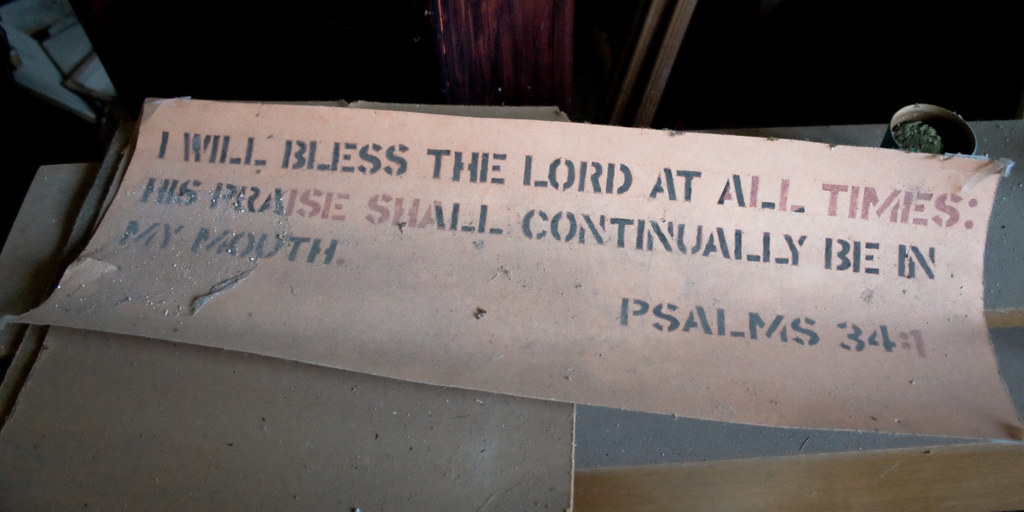 I WILL BLESS THE LORD AT ALL TIMES:
HIS PRAISE SHALL CONTINUALLY BE IN
MY MOUTH.
PSALMS 34:1